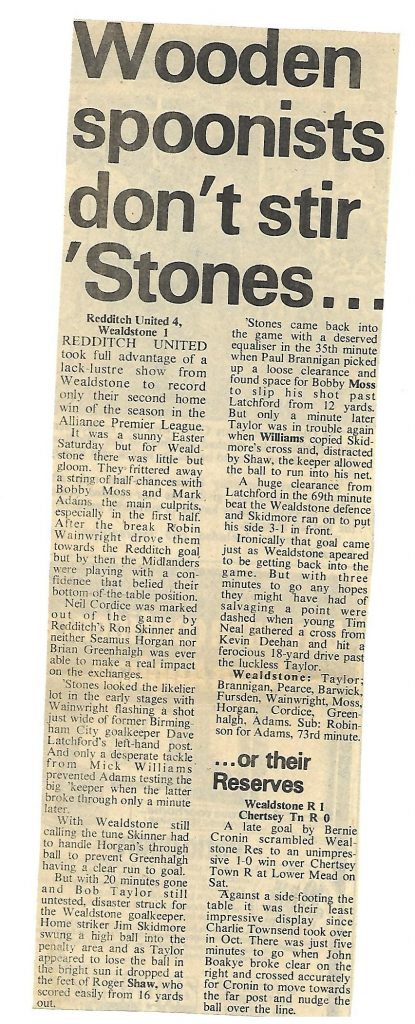 Wooden
spoonists
don't stir
'Stones...
Redditch United 4,
Wealdstone 1
REDDITCH UNITED
took full advantage of a
lack-lustre show from
Wealdstone to record
only their second home
win of the season in the
Alliance Premier League.
It was a sunny Easter
Saturday but for Weald-
stone there was little but
gloom. They frittered away
a string of half-chances with
Bobby Moss and Mark
Adams the main culprits,
especially in the first half.
After the break Robin
Wainwright drove them
towards the Redditch goal
but by then the Midlanders
were playing with a con-
fidence that belied their
bottom-of-the-table position.
Neil Cordice was marked
out of the game by
Redditch's Ron Skinner and
neither Seamus Horgan nor
Brian Greenhalgh was ever
able to make a real impact
on the exchanges.
'Stones looked the likelier
lot in the early stages with
Wainwright flashing a shot
just wide of former Birming-
ham City goalkeeper Dave
Latchford's left-hand post.
And only a desperate tackle
from Mick Williams
prevented Adams testing the
big 'keeper when the latter
broke through only a minute
later.
With Wealdstone still
calling the tune Skinner had
to handle Horgan's through
ball to prevent Greenhalgh
having a clear run to goal.
But with 20 minutes gone
and Bob Taylor still
untested, disaster struck for
the Wealdstone goalkeeper.
Home striker Jim Skidmore
swung a high ball into the
penalty area and as Taylor
appeared to lose the ball in
the bright sun it dropped at
the feet of Roger Shaw, who
scored easily from 16 yards
out.
'Stones came back into
the game with a deserved
equaliser in the 35th minute
when Paul Brannigan picked
up a loose clearance and
found space for Bobby Moss
to slip his shot past
Latchford from 12 yards.
But only a minute later
Taylor was in trouble again
when Williams copied Skid-
more's cross and, distracted
by Shaw, the keeper allowed
the ball to run into his net.
A huge clearance from
Latchford in the 69th minute
beat the Wealdstone defence
and Skidmore ran on to put
his side 3-1 in front.
Ironically that goal came
just as Wealdstone apeared
to be getting back into the
game. But with three
minutes to go any hopes
they might have had of
salvaging a point were
dashed when young Tim
Neal gathered a cross from
Kevin Deehan and hit a
ferocious 18-yard drive past
the luckless Taylor.
Wealdstone: Taylor;
Brannigan, Pearce, Barwick,
Fursden, Wainwright, Moss,
Horgan, Cordice, Green-
halgh, Adams. Sub: Robin-
son for Adams, 73rd minute.
...or their
Reserves
Wealdstone R 1
Chertsey Tn R 0
A late goal by Bernie
Cronin scrambled Weal-
stone Res to an unimpres-
sive 1-0 win over Chertsey
Town R at Lower Mead on
Sat.
Against a side footing the
table it was their least
impressive display since
Charlie Townsend took over
in Oct. There was just five
minutes to go when John
Boakye broke clear on the
right and crossed accurately
for Cronin to move towards
the far post and nudge the
ball over the line.